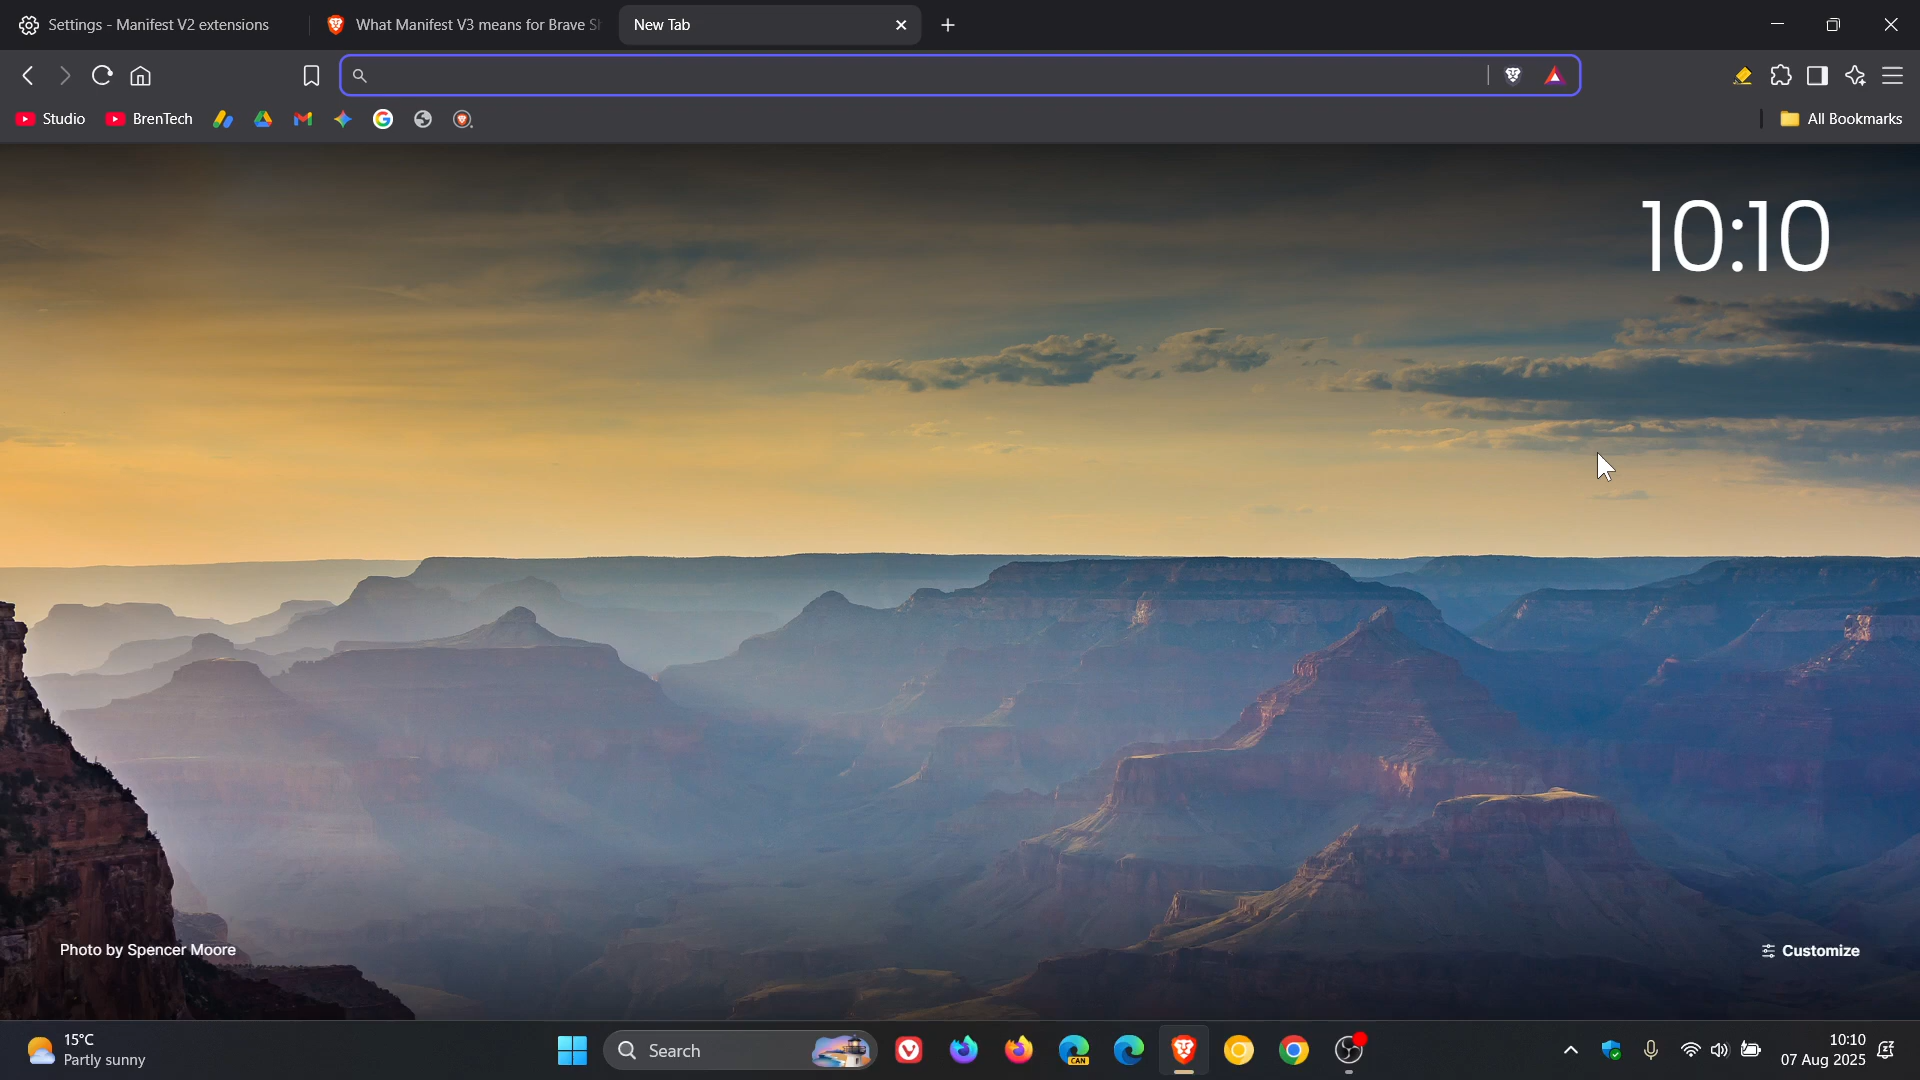 Settings - Manifest V2 extensions
What Manifest V3 means for Brave S
New Tab
Studio
BrenTech
All Bookmarks
10:10
Photo by Spencer Moore
Customize
15°C
Partly sunny
Search
CAN
10:10
07 Aug 2025